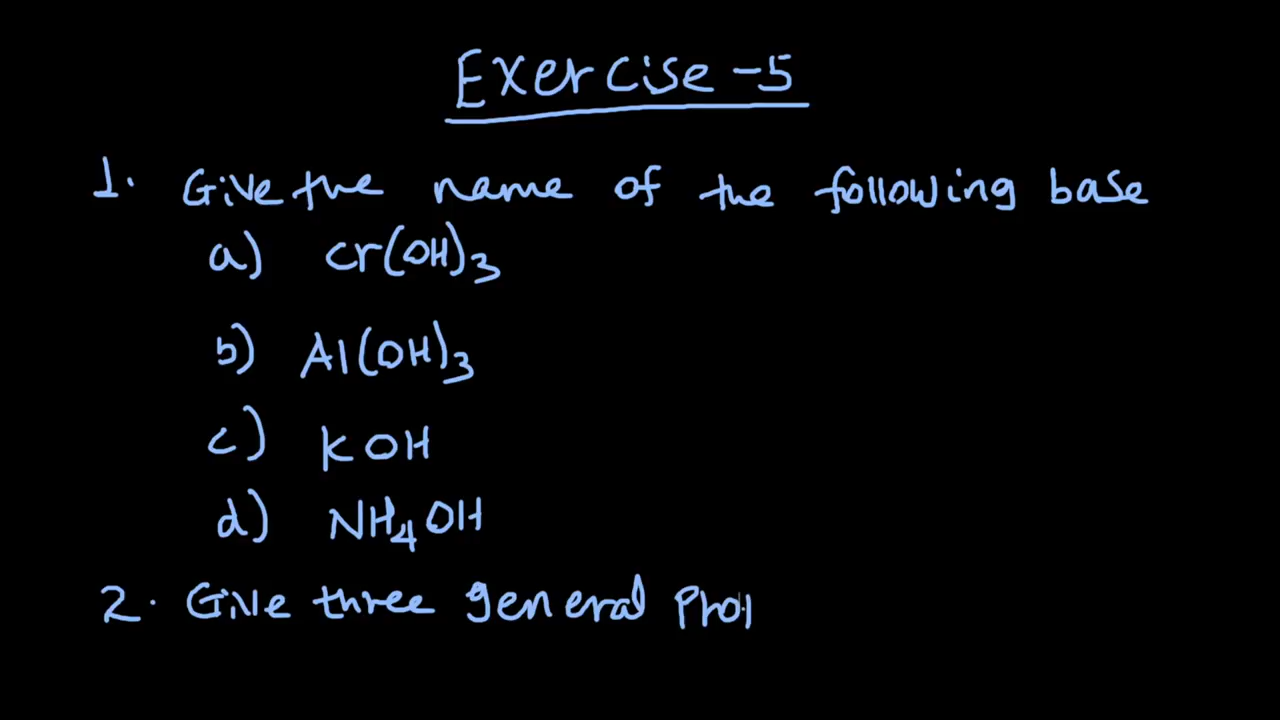 Exercise-5
1. Give the name of the following base
a) Cr(OH)3
b) Al(OH)3
c) KOH
d) NH4OH
2. Give three general